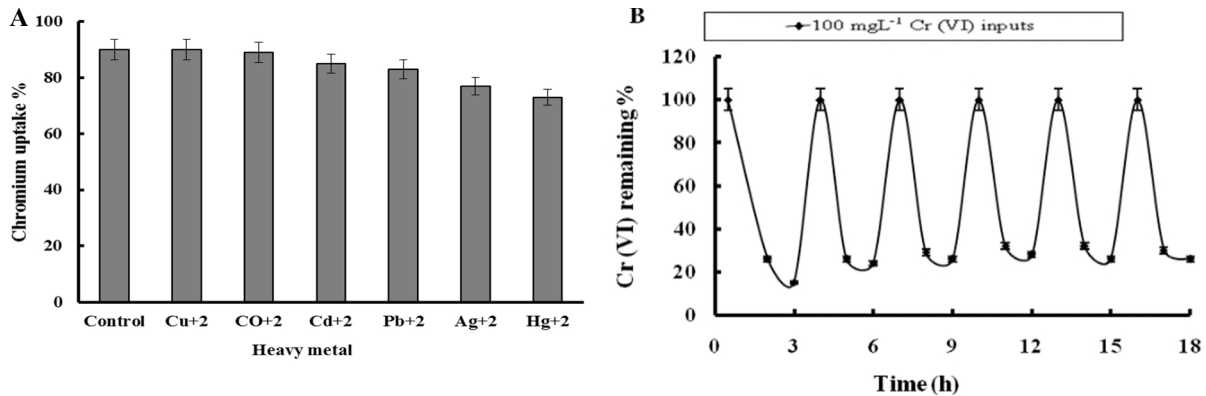 A
Chromium uptake %
100
80
60
40
20
0
Control Cu+2 CO+2 Cd+2 Pb+2 Ag+2 Hg+2
Heavy metal
B
100 mgL⁻¹ Cr (VI) inputs
Cr (VI) remaining %
120
100
80
60
40
20
0
0 3 6 9 12 15 18
Time (h)